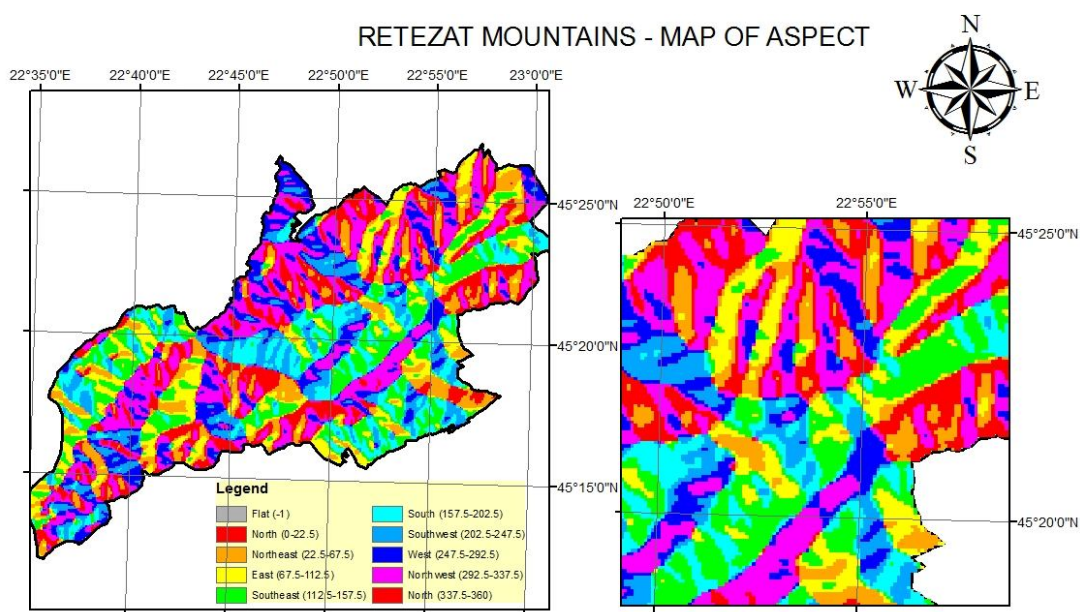 RETEZAT MOUNTAINS - MAP OF ASPECT
N
W E
S
22°35'0"E 22°40'0"E 22°45'0"E 22°50'0"E 22°55'0"E 23°0'0"E
45°25'0"N
45°20'0"N
45°15'0"N
22°50'0"E 22°55'0"E
45°25'0"N
45°20'0"N
Legend
Flat (-1)
North (0-22.5)
Northeast (22.5-67.5)
East (67.5-112.5)
Southeast (112.5-157.5)
South (157.5-202.5)
Southwest (202.5-247.5)
West (247.5-292.5)
Northwest (292.5-337.5)
North (337.5-360)